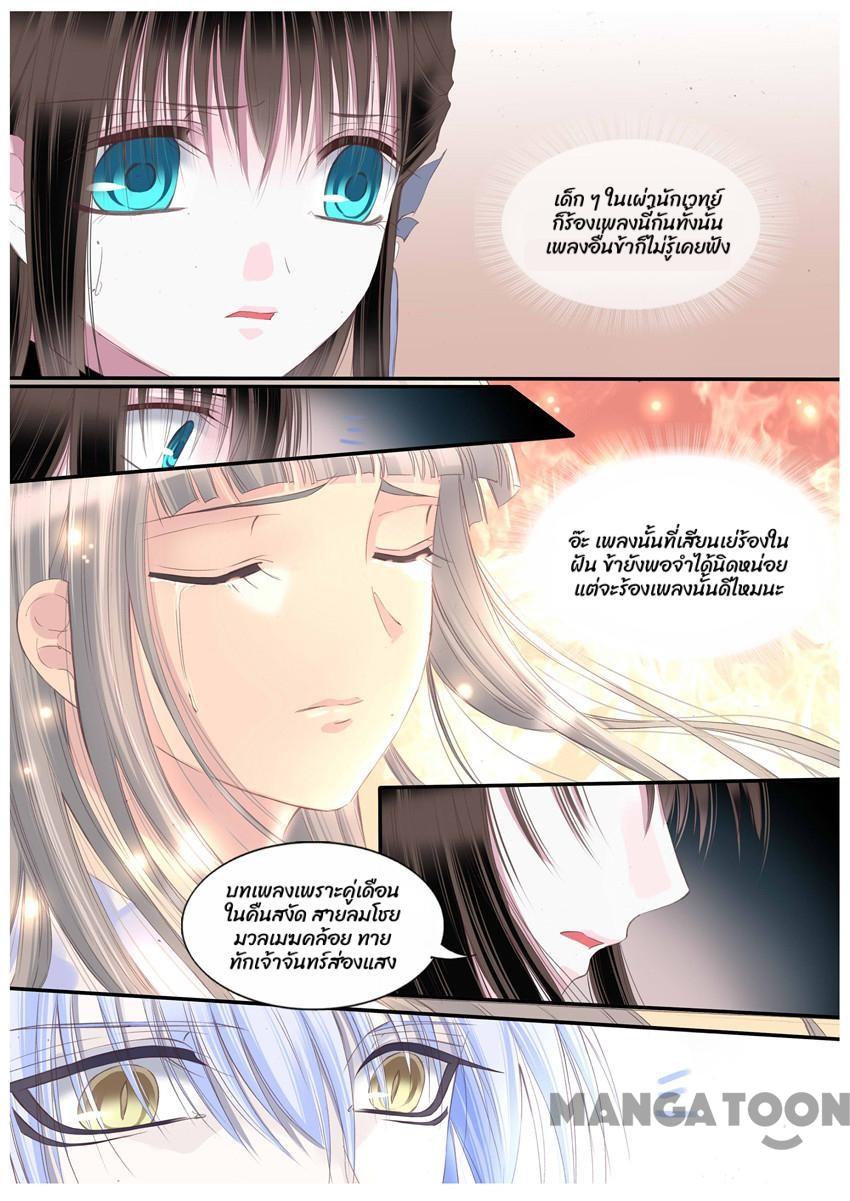 เด็ก ๆ ในเผ่านักเวทย์
ก็ร้องเพลงนี้กันทั้งนั้น
เพลงอื่นข้าก็ไม่รู้เคยฟัง
อ๊ะ เพลงนั้นที่เสียนเย่ร้องใน
ฝัน ข้ายังพอจำได้นิดหน่อย
แต่จะร้องเพลงนั้นดีไหมนะ
บทเพลงเพราะคู่เดือน
ในคืนสงัด สายลมโชย
มวลเมฆคล้อย ทาย
ทักเจ้าจันทร์ส่องแสง
MANGATOON